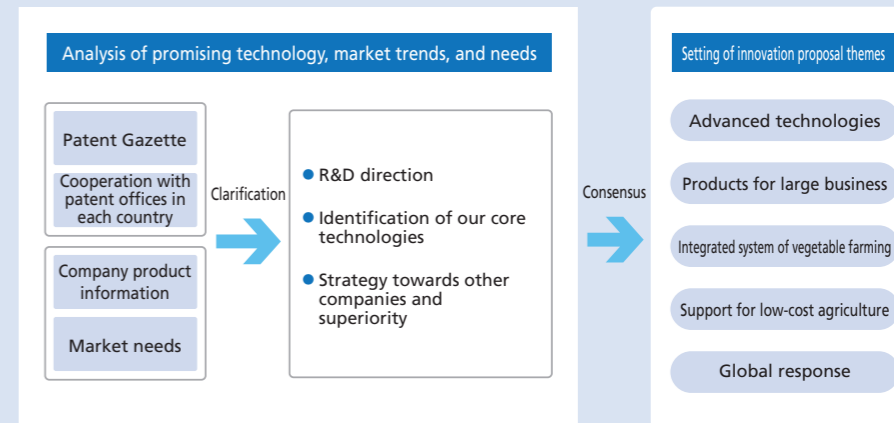 Analysis of promising technology, market trends, and needs
Patent Gazette
Cooperation with
patent offices in
each country
Company product
information
Market needs
Clarification
R&D direction
Identification of our core
technologies
Strategy towards other
companies and
superiority
Consensus
Setting of innovation proposal themes
Advanced technologies
Products for large business
Integrated system of vegetable farming
Support for low-cost agriculture
Global response